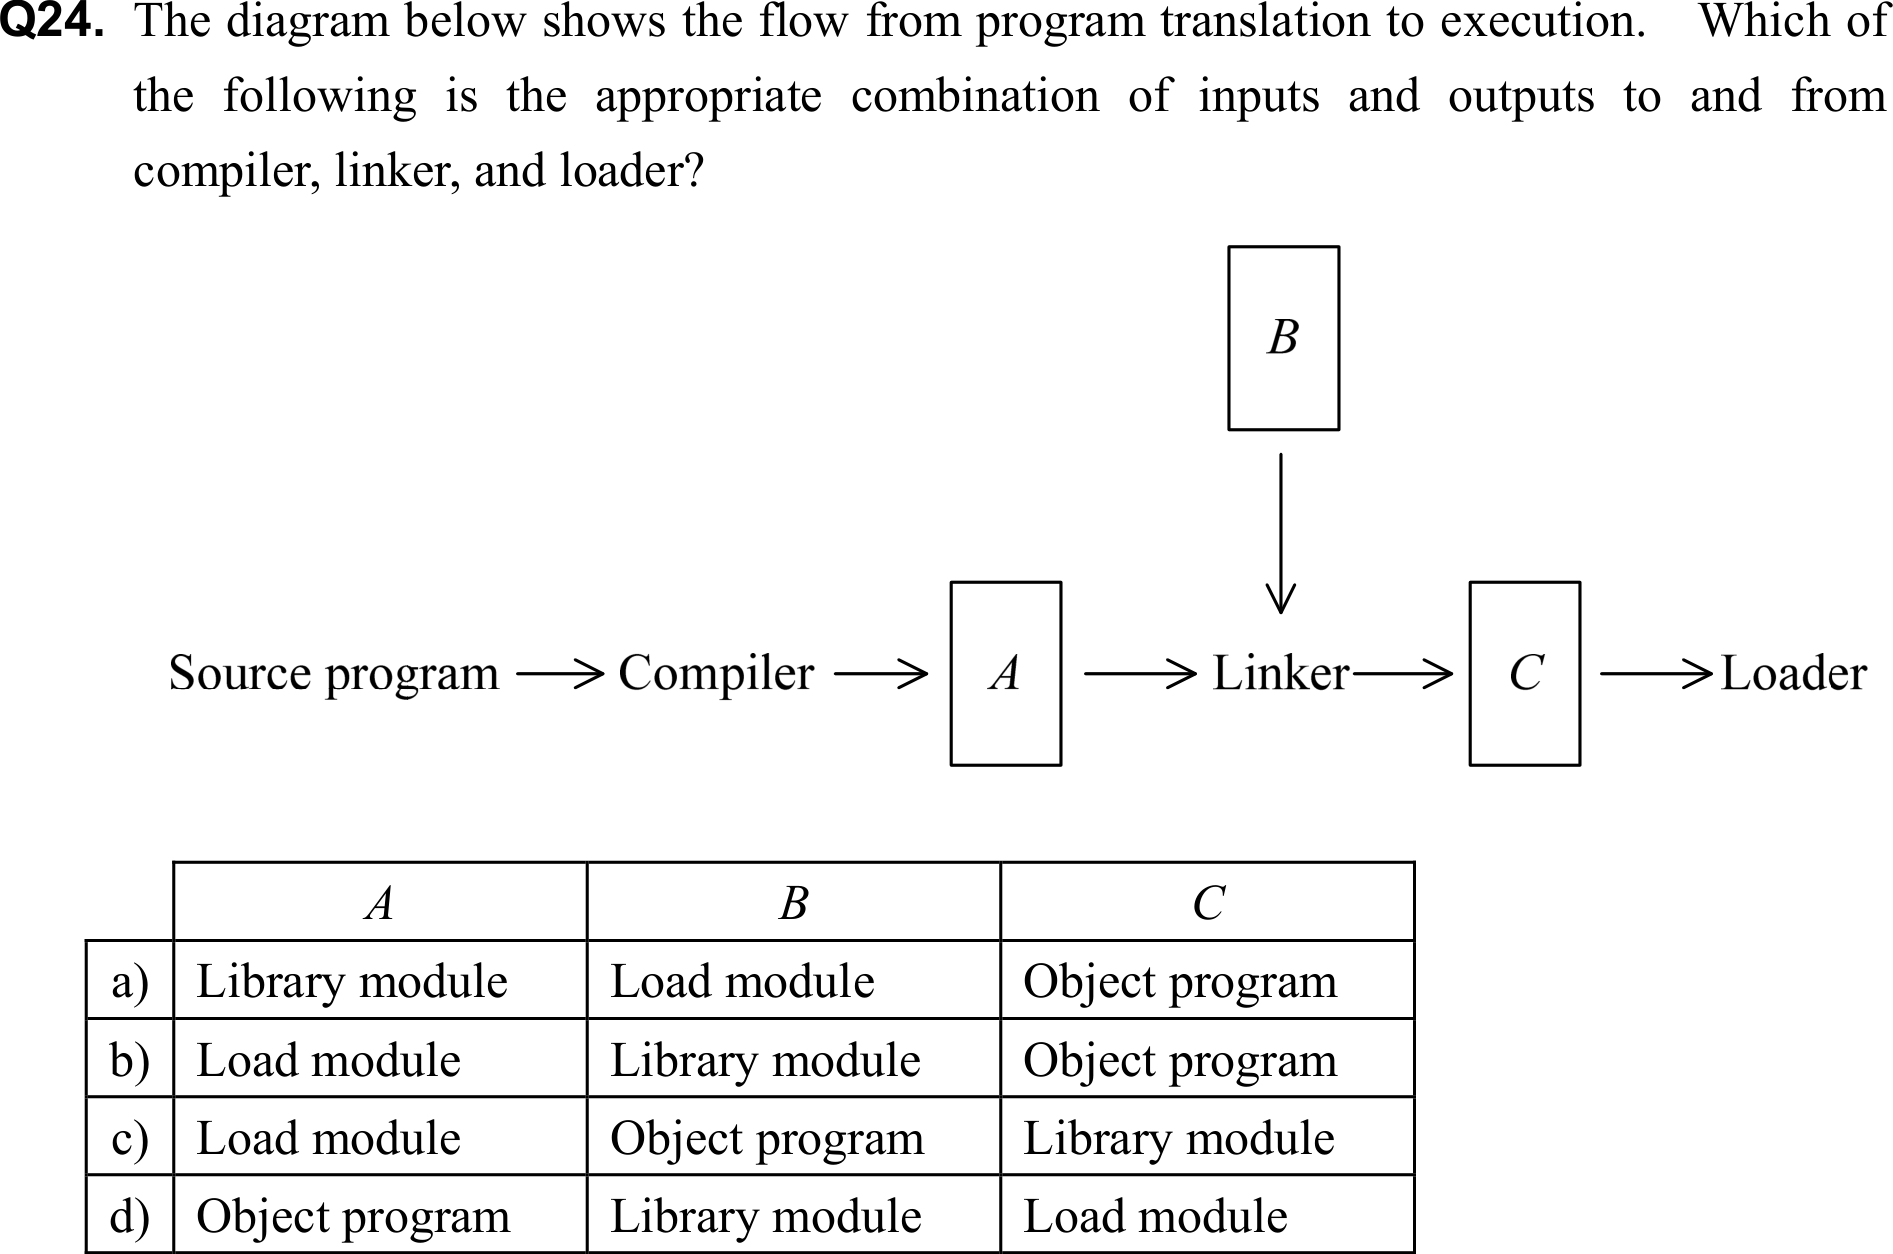 Q24. The diagram below shows the flow from program translation to execution. Which of
the following is the appropriate combination of inputs and outputs to and from
compiler, linker, and loader?
B
Source program Compiler A Linker C Loader
A B C
a) Library module Load module Object program
b) Load module Library module Object program
c) Load module Object program Library module
d) Object program Library module Load module